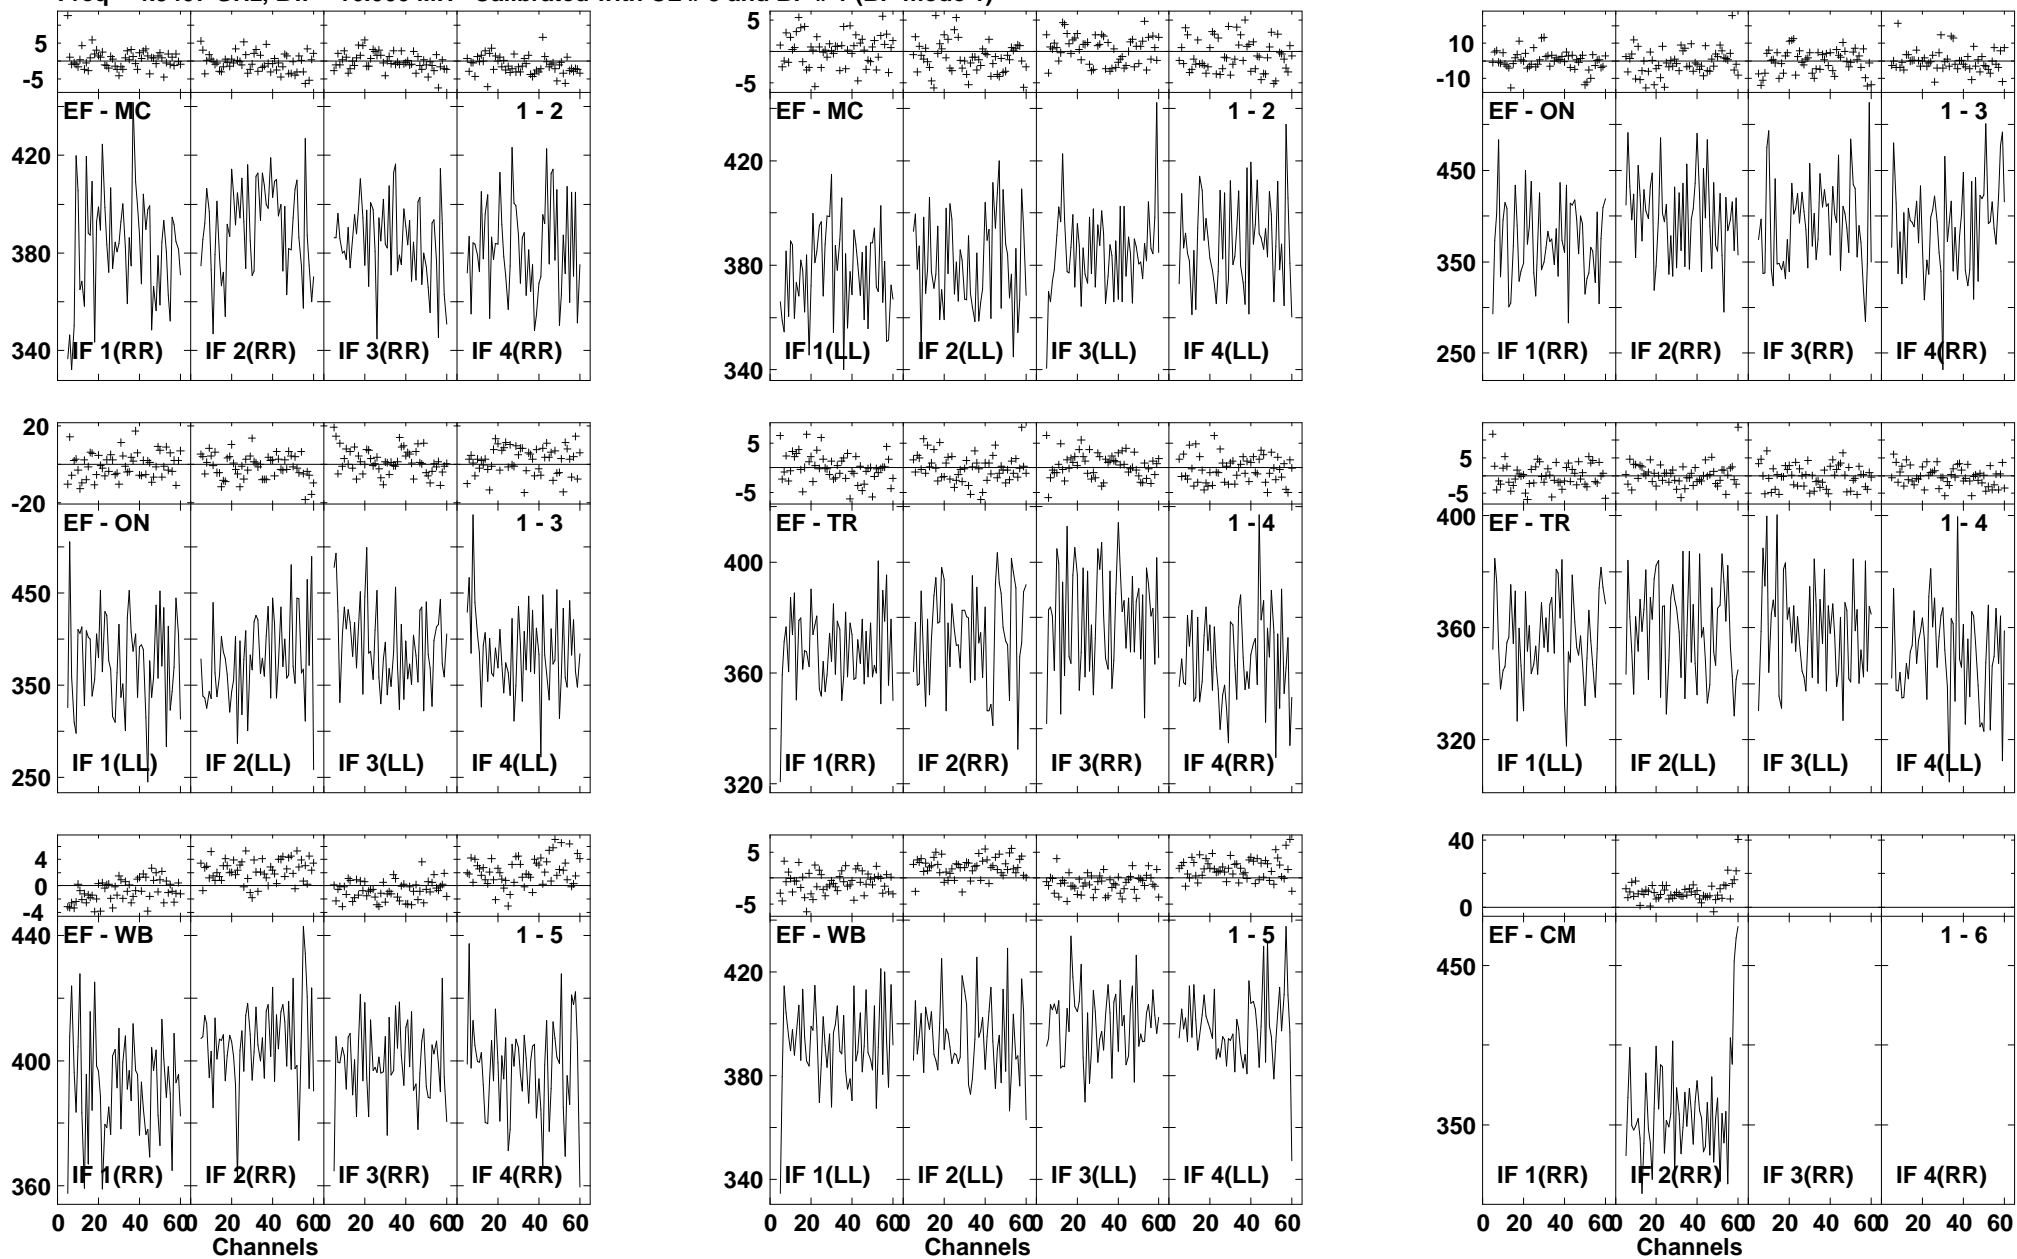 5
-5
EF - MC 1 - 2
420
380
340
IF 1(RR) IF 2(RR) IF 3(RR) IF 4(RR)
5
-5
EF - MC 1 - 2
420
380
340
IF 1(LL) IF 2(LL) IF 3(LL) IF 4(LL)
10
-10
EF - ON 1 - 3
450
350
250
IF 1(RR) IF 2(RR) IF 3(RR) IF 4(RR)
20
-20
EF - ON 1 - 3
450
350
250
IF 1(LL) IF 2(LL) IF 3(LL) IF 4(LL)
5
-5
EF - TR 1 - 4
400
360
320
IF 1(RR) IF 2(RR) IF 3(RR) IF 4(RR)
5
-5
EF - TR 1 - 4
400
360
320
IF 1(LL) IF 2(LL) IF 3(LL) IF 4(LL)
4
0
-4
EF - WB 1 - 5
440
400
360
IF 1(RR) IF 2(RR) IF 3(RR) IF 4(RR)
0 20 40 60 0 20 40 60 0 20 40 60 0 20 40 60
Channels
5
-5
EF - WB 1 - 5
420
380
340
IF 1(LL) IF 2(LL) IF 3(LL) IF 4(LL)
0 20 40 60 0 20 40 60 0 20 40 60 0 20 40 60
Channels
40
0
EF - CM 1 - 6
450
350
IF 1(RR) IF 2(RR) IF 3(RR) IF 4(RR)
0 20 40 60 0 20 40 60 0 20 40 60 0 20 40 60
Channels